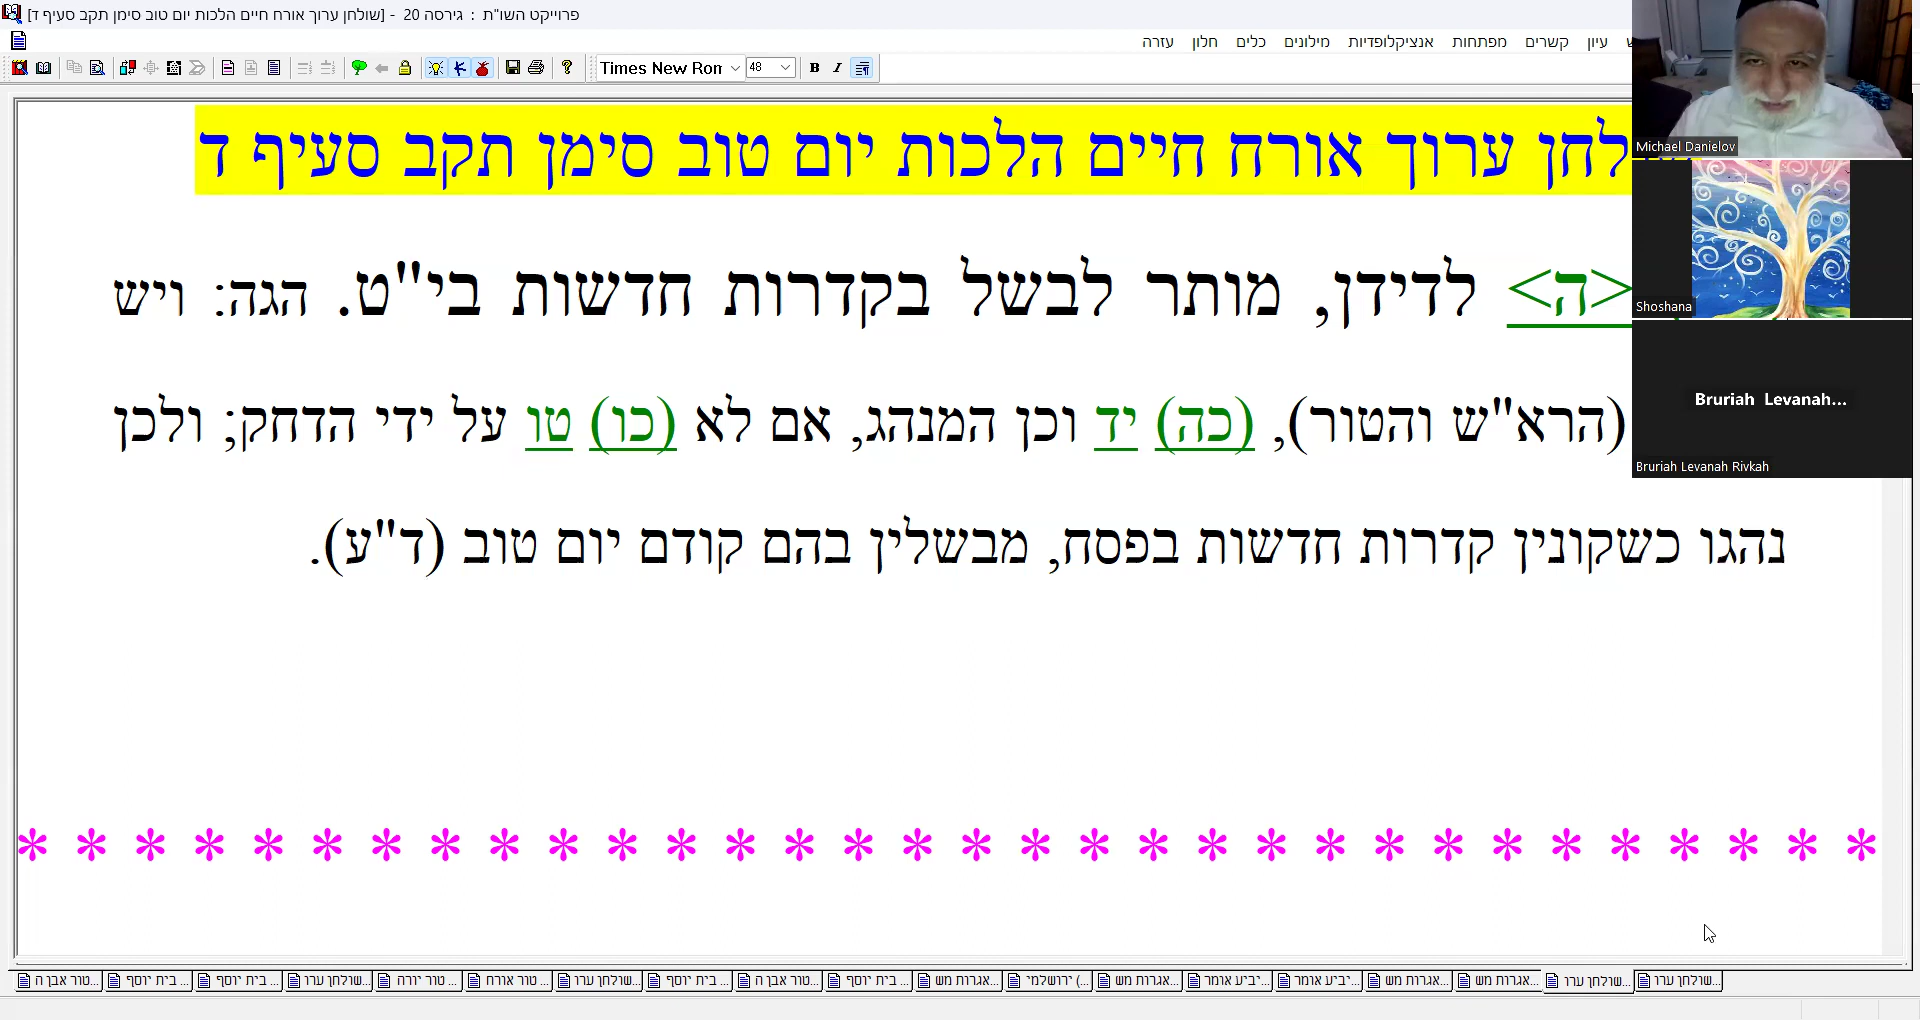 פרוייקט השו"ת : גירסה 20 - [שולחן ערוך אורח חיים הלכות יום טוב סימן תקב סעיף ד]
עיון קשרים מפתחות אנציקלופדיות מילונים כלים חלון עזרה
Times New Ron 48 B I
לחן ערוך אורח חיים הלכות יום טוב סימן תקב סעיף ד
<ה> לדידן, מותר לבשל בקדרות חדשות בי"ט. הגה: ויש
(הרא"ש והטור), (כה) יד וכן המנהג, אם לא (כו) טו על ידי הדחק; ולכן
נהגו כשקונין קדרות חדשות בפסח, מבשלין בהם קודם יום טוב (ד"ע).
* * * * * * * * * * * * * * * * * * * * * * * * * * * * * * * *
Michael Danielov
Shoshana
Bruriah Levanah...
Bruriah Levanah Rivkah
שולחן ערו... שולחן ערו... אגרות מש... אגרות מש... יביע אומר... יביע אומר... אגרות מש... ירושלמי (... אגרות מש... בית יוסף ... טור אבן ה... בית יוסף ... שולחן ערו... טור אורח ... טור יורה ... שולחן ערו... בית יוסף ... בית יוסף ... טור אבן ה...